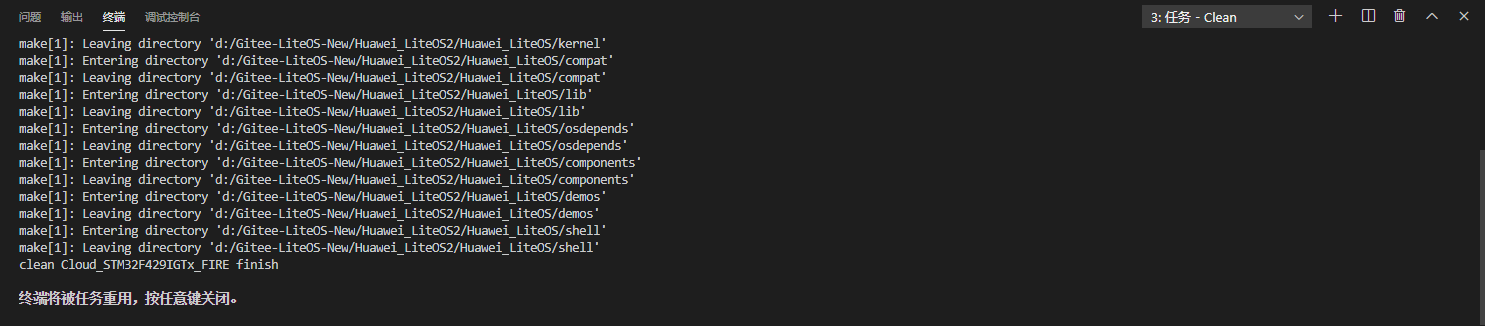 问题 输出 终端 调试控制台 3: 任务 - Clean
make[1]: Leaving directory 'd:/Gitee-LiteOS-New/Huawei_LiteOS2/Huawei_LiteOS/kernel'
make[1]: Entering directory 'd:/Gitee-LiteOS-New/Huawei_LiteOS2/Huawei_LiteOS/compat'
make[1]: Leaving directory 'd:/Gitee-LiteOS-New/Huawei_LiteOS2/Huawei_LiteOS/compat'
make[1]: Entering directory 'd:/Gitee-LiteOS-New/Huawei_LiteOS2/Huawei_LiteOS/lib'
make[1]: Leaving directory 'd:/Gitee-LiteOS-New/Huawei_LiteOS2/Huawei_LiteOS/lib'
make[1]: Entering directory 'd:/Gitee-LiteOS-New/Huawei_LiteOS2/Huawei_LiteOS/osdepends'
make[1]: Leaving directory 'd:/Gitee-LiteOS-New/Huawei_LiteOS2/Huawei_LiteOS/osdepends'
make[1]: Entering directory 'd:/Gitee-LiteOS-New/Huawei_LiteOS2/Huawei_LiteOS/components'
make[1]: Leaving directory 'd:/Gitee-LiteOS-New/Huawei_LiteOS2/Huawei_LiteOS/components'
make[1]: Entering directory 'd:/Gitee-LiteOS-New/Huawei_LiteOS2/Huawei_LiteOS/demos'
make[1]: Leaving directory 'd:/Gitee-LiteOS-New/Huawei_LiteOS2/Huawei_LiteOS/demos'
make[1]: Entering directory 'd:/Gitee-LiteOS-New/Huawei_LiteOS2/Huawei_LiteOS/shell'
make[1]: Leaving directory 'd:/Gitee-LiteOS-New/Huawei_LiteOS2/Huawei_LiteOS/shell'
clean Cloud_STM32F429IGTx_FIRE finish
终端将被任务重用，按任意键关闭。